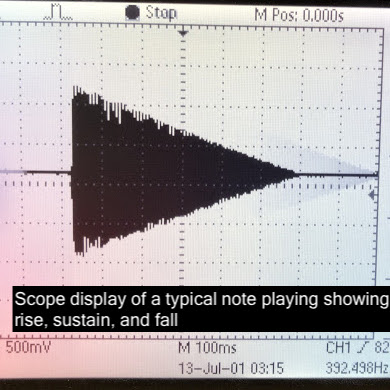 Stop
M Pos: 0.000s
Scope display of a typical note playing showing
rise, sustain, and fall
500mV
M 100ms
CH1 / 82
13-Jul-01 03:15
392.498Hz